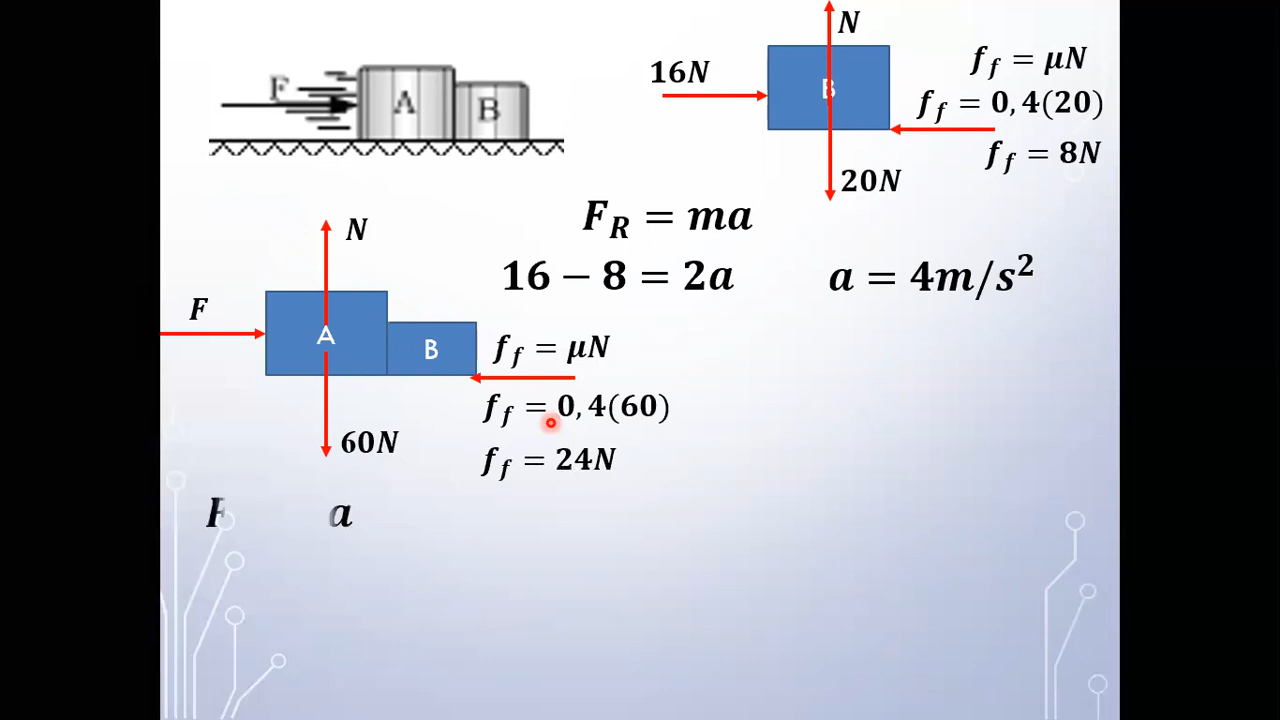 F
A
B
N
16N
B
20N
f_f = μN
f_f = 0,4(20)
f_f = 8N
F_R = ma
16 − 8 = 2a
a = 4m/s²
N
F
A
B
60N
f_f = μN
f_f = 0,4(60)
f_f = 24N
a